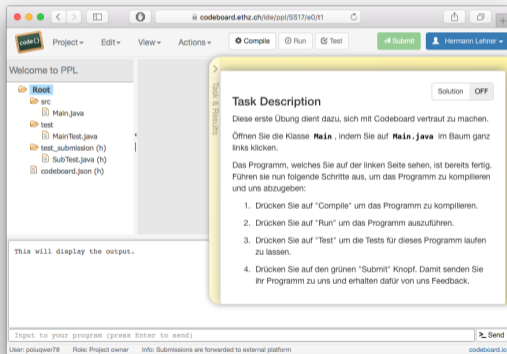 codeboard.ethz.ch/ide/ppl/SS17/e0/t1
code()
Project
Edit
View
Actions
Compile
Run
Test
Submit
Hermann Lehner
Welcome to PPL
Root
src
Main.java
test
MainTest.java
test_submission (h)
SubTest.java (h)
codeboard.json (h)
Task & Results
Solution OFF
Task Description
Diese erste Übung dient dazu, sich mit Codeboard vertraut zu machen.
Öffnen Sie die Klasse Main , indem Sie auf Main.java im Baum ganz
links klicken.
Das Programm, welches Sie auf der linken Seite sehen, ist bereits fertig.
Führen sie nun folgende Schritte aus, um das Programm zu kompilieren
und uns abzugeben:
1. Drücken Sie auf "Compile" um das Programm zu kompilieren.
2. Drücken Sie auf "Run" um das Programm auszuführen.
3. Drücken Sie auf "Test" um die Tests für dieses Programm laufen
zu lassen.
4. Drücken Sie auf den grünen "Submit" Knopf. Damit senden Sie
Ihr Programm zu uns und erhalten dafür von uns Feedback.
This will display the output.
Input to your program (press Enter to send)
Send
User: poiuqwer78 Role: Project owner Info: Submissions are forwarded to external platform
codeboard.io